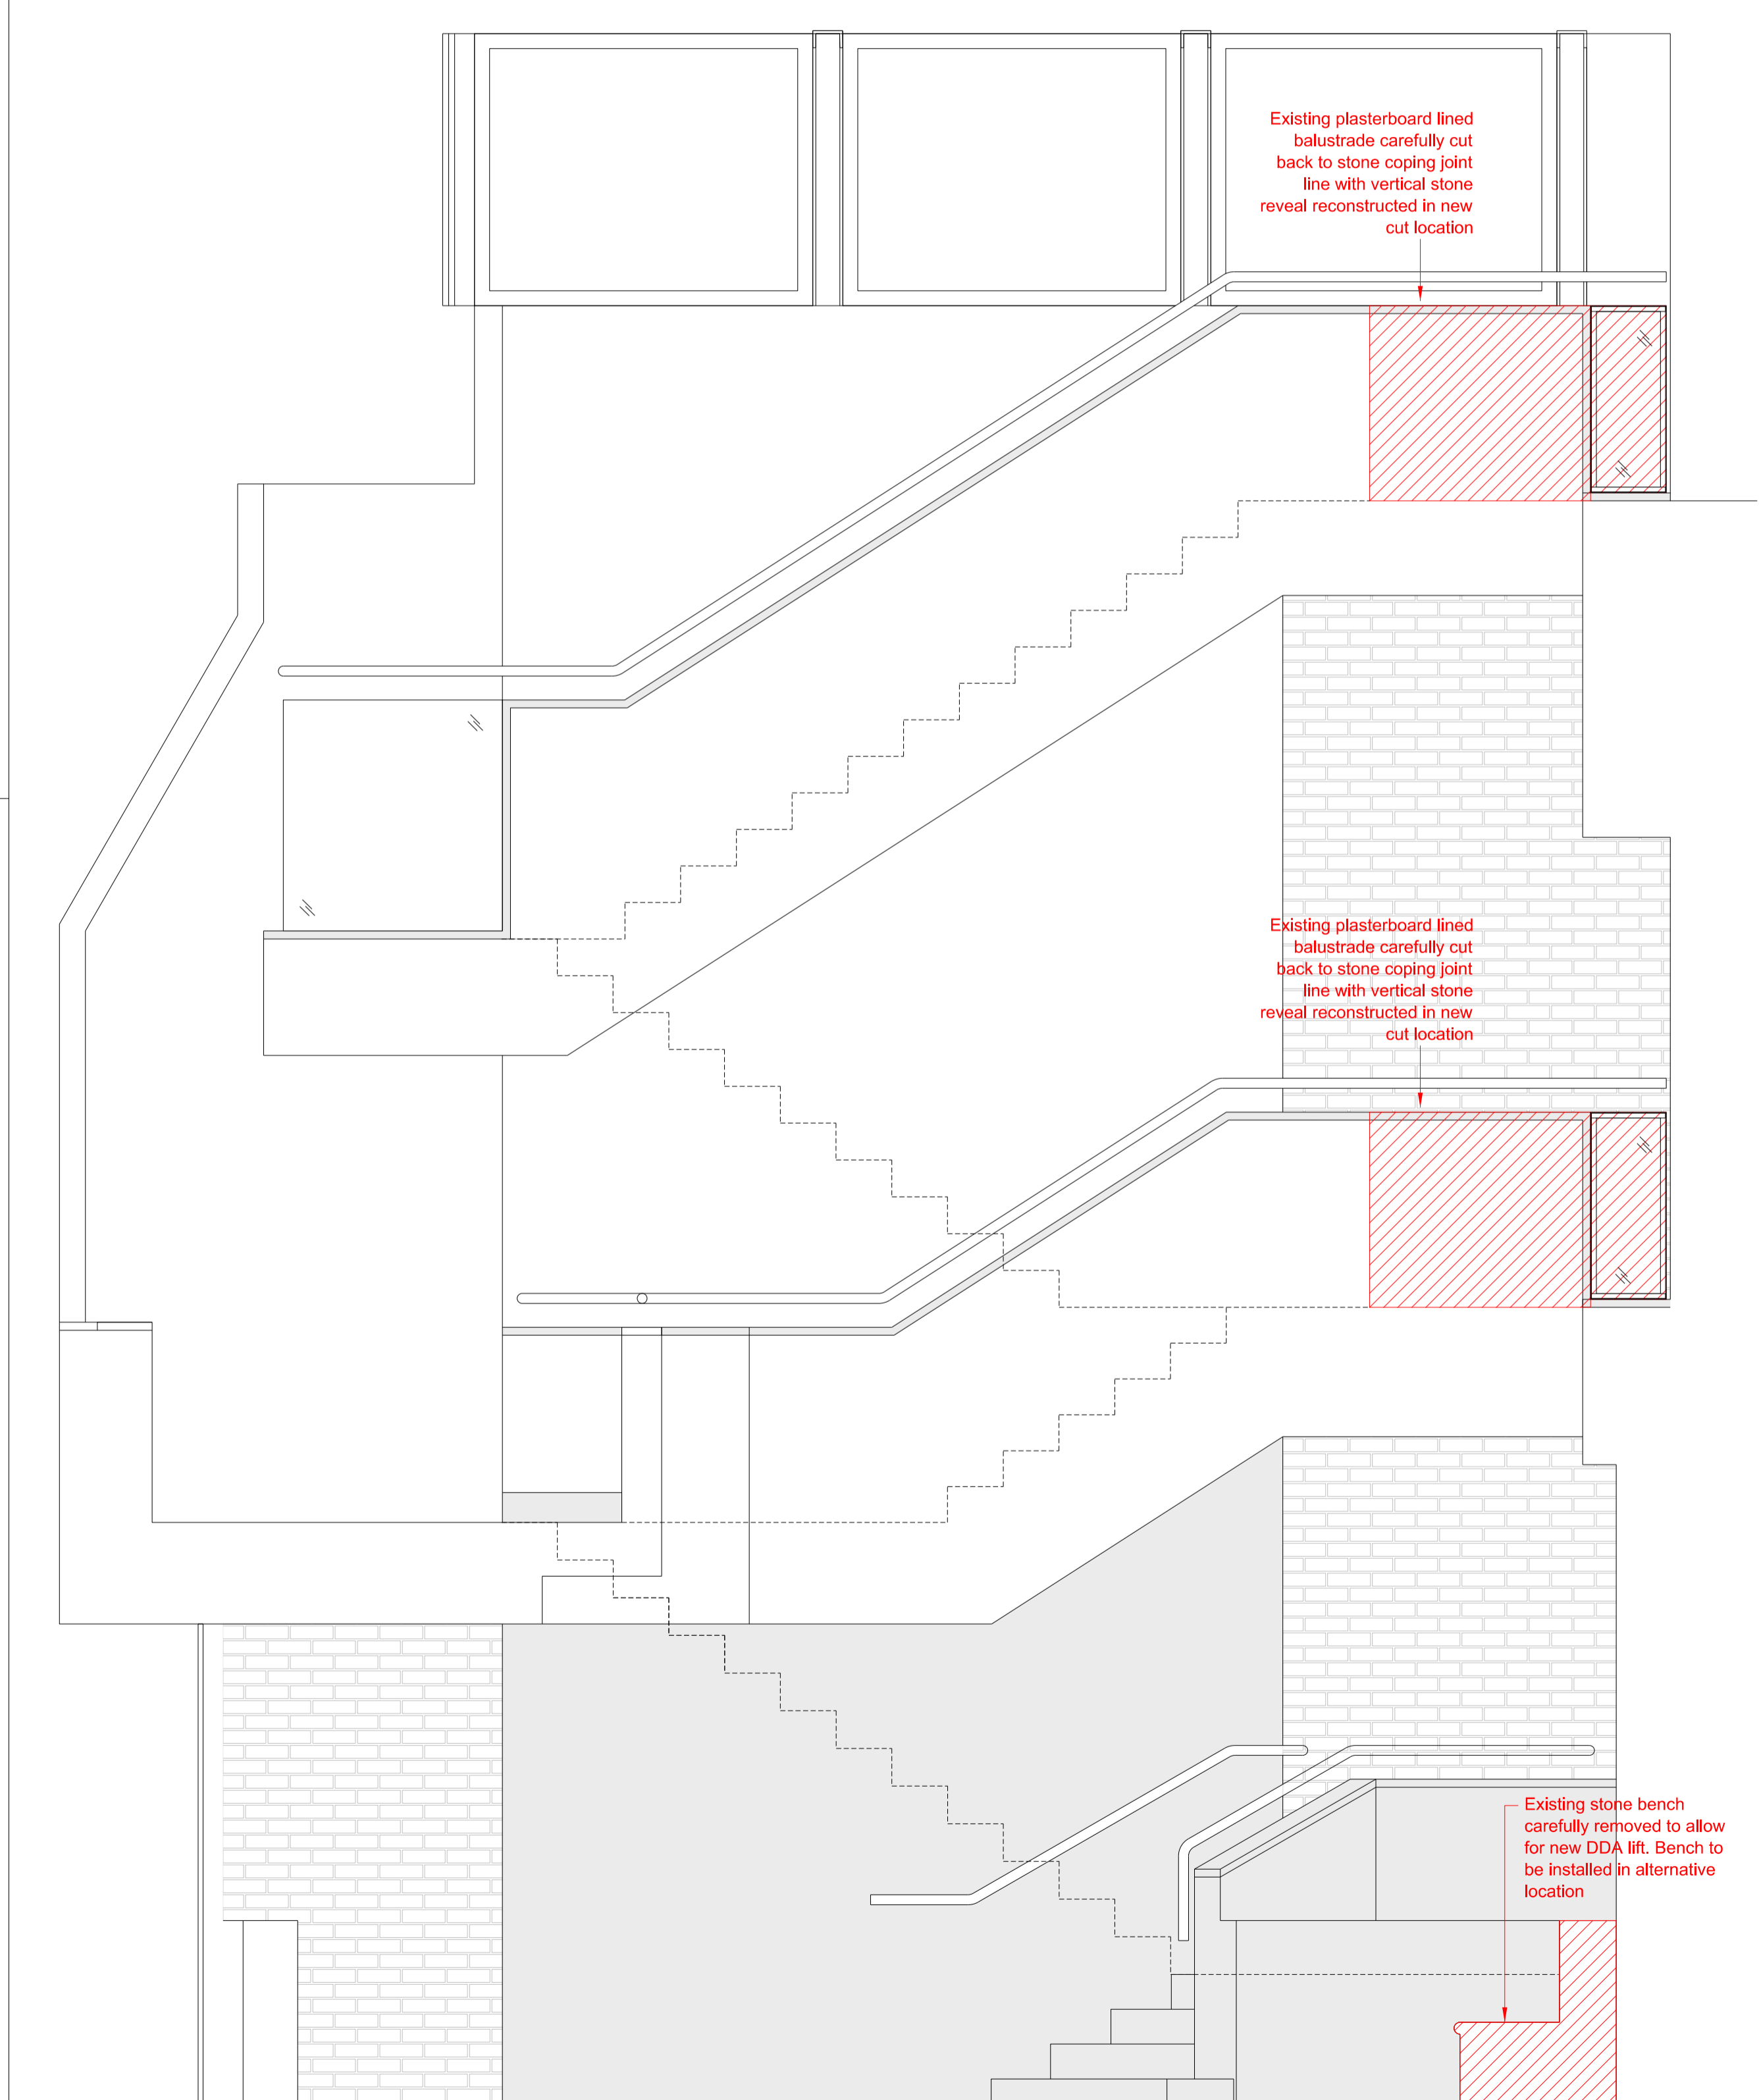 Existing plasterboard lined
balustrade carefully cut
back to stone coping joint
line with vertical stone
reveal reconstructed in new
cut location
Existing plasterboard lined
balustrade carefully cut
back to stone coping joint
line with vertical stone
reveal reconstructed in new
cut location
Existing stone bench
carefully removed to allow
for new DDA lift. Bench to
be installed in alternative
location